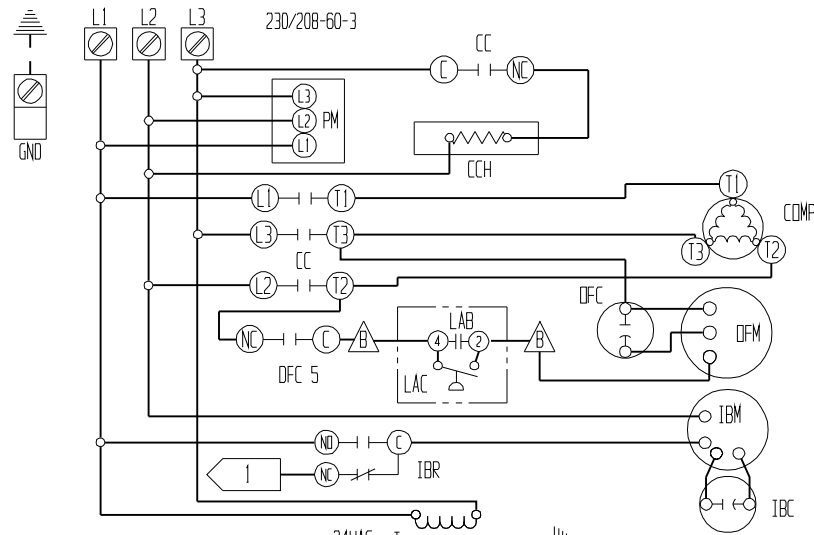 L1 L2 L3 230/208-60-3
CC
C NC
GND
L3
L2 PM
L1
CCH
L1 T1 T1
COMP
L3 T3 T3 T2
CC
L2 T2
OFC
LAB OFM
NC C B 4 2 B
DFC 5 LAC
IBM
NO C
1 NC IBR
IBC